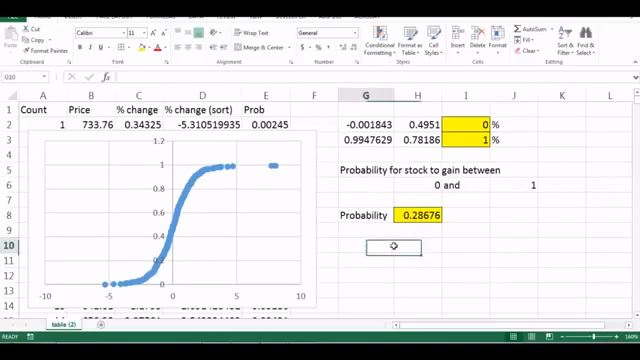 Cut
Copy
Format Painter
Clipboard
Calibri 11
Font
Wrap Text
Merge & Center
Alignment
Number
Conditional Formatting
Format as Table
Cell Styles
Styles
Insert
Delete
Format
Cells
AutoSum
Fill
Clear
Editing
Sort & Filter
Find & Select
G10
A B C D E F G H I J K L
1 Count Price % change % change (sort) Prob
2 1 733.76 0.34325 -5.310519935 0.00245 -0.001843 0.4951 0 %
3 0.9947629 0.78186 1 %
4
5 Probability for stock to gain between
6 0 and 1
7
8 Probability 0.28676
9
10
11
12
13
14
1.2
1
0.8
0.6
0.4
0.2
0
-10 -5 0 5 10
table (2)
READY
160%